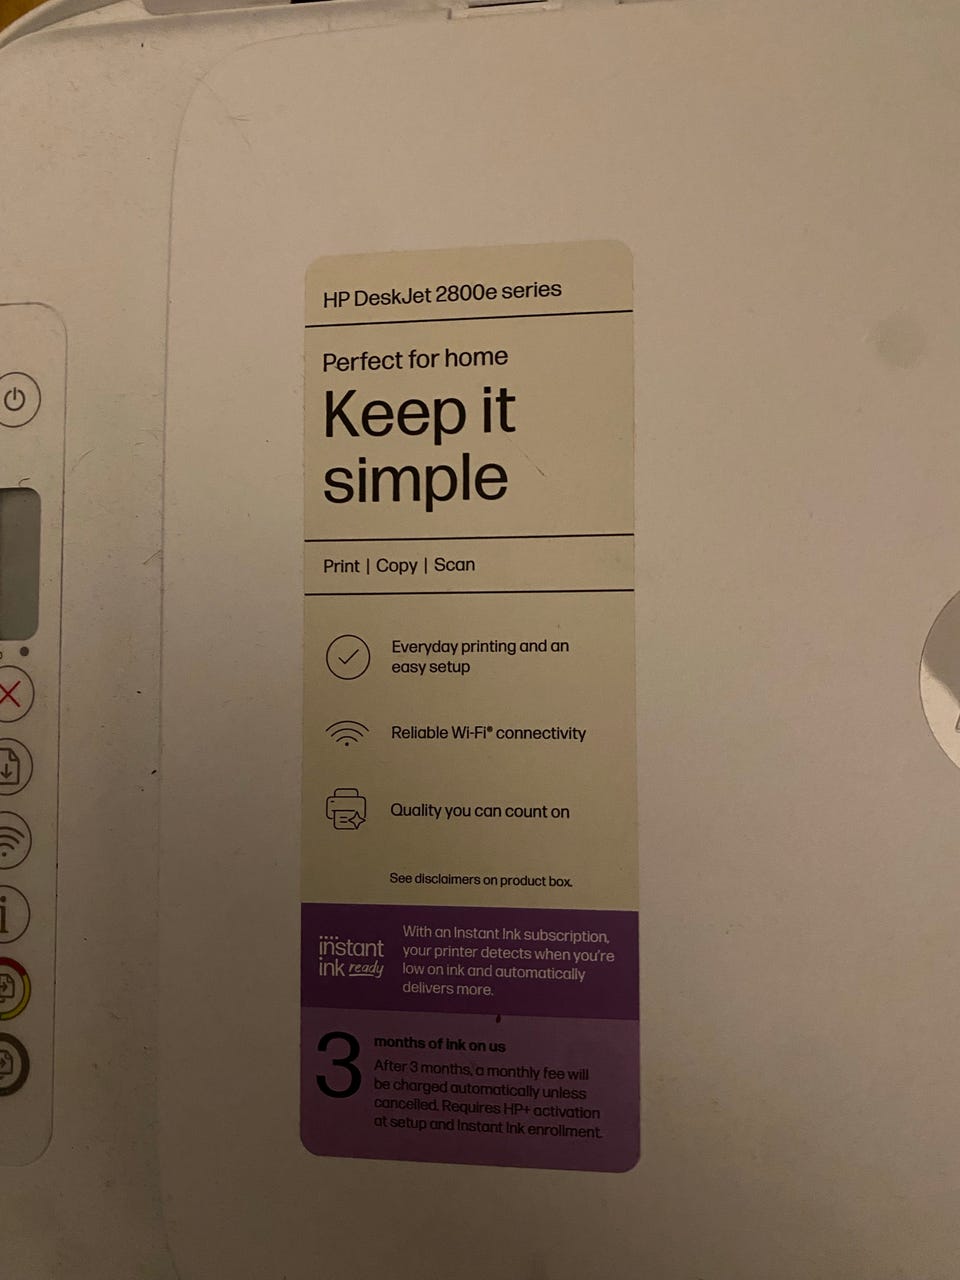 HP DeskJet 2800e series
Perfect for home
Keep it
simple
Print | Copy | Scan
Everyday printing and an
easy setup
Reliable Wi-Fi® connectivity
Quality you can count on
See disclaimers on product box.
instant
ink ready
With an Instant Ink subscription,
your printer detects when you're
low on ink and automatically
delivers more.
3
months of ink on us
After 3 months, a monthly fee will
be charged automatically unless
cancelled. Requires HP+ activation
at setup and Instant Ink enrollment.